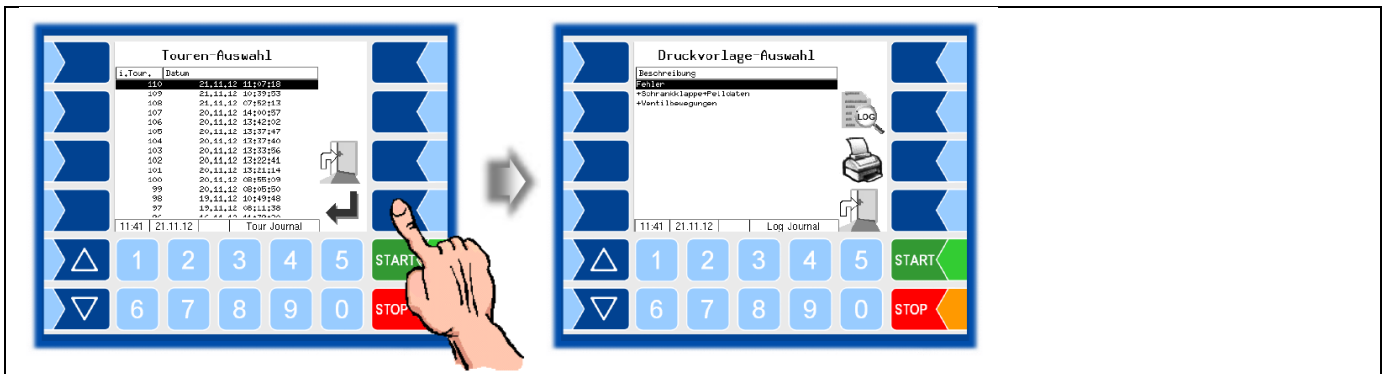 Touren-Auswahl
i.Tour. Datum
110 21.11.12 11:07:18
109 21.11.12 10:39:53
108 21.11.12 07:52:13
107 20.11.12 14:00:57
106 20.11.12 13:42:02
105 20.11.12 13:37:47
104 20.11.12 13:37:40
103 20.11.12 13:33:56
102 20.11.12 13:22:41
101 20.11.12 13:21:14
100 20.11.12 08:55:09
99 20.11.12 08:05:50
98 19.11.12 10:49:48
97 19.11.12 08:11:38
11:41 21.11.12 Tour Journal
1 2 3 4 5 START
6 7 8 9 0 STOP
Druckvorlage-Auswahl
Beschreibung
Fehler
+Schrankklappe+Peildaten
+Ventilbewegungen
LOG
11:41 21.11.12 Log Journal
1 2 3 4 5 START
6 7 8 9 0 STOP